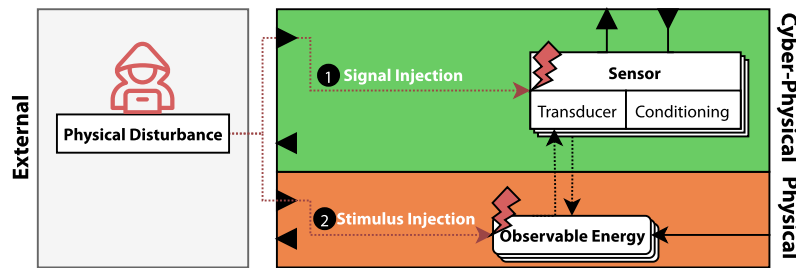 External
Physical Disturbance
1 Signal Injection
Sensor
Transducer
Conditioning
Cyber-Physical
2 Stimulus Injection
Observable Energy
Physical